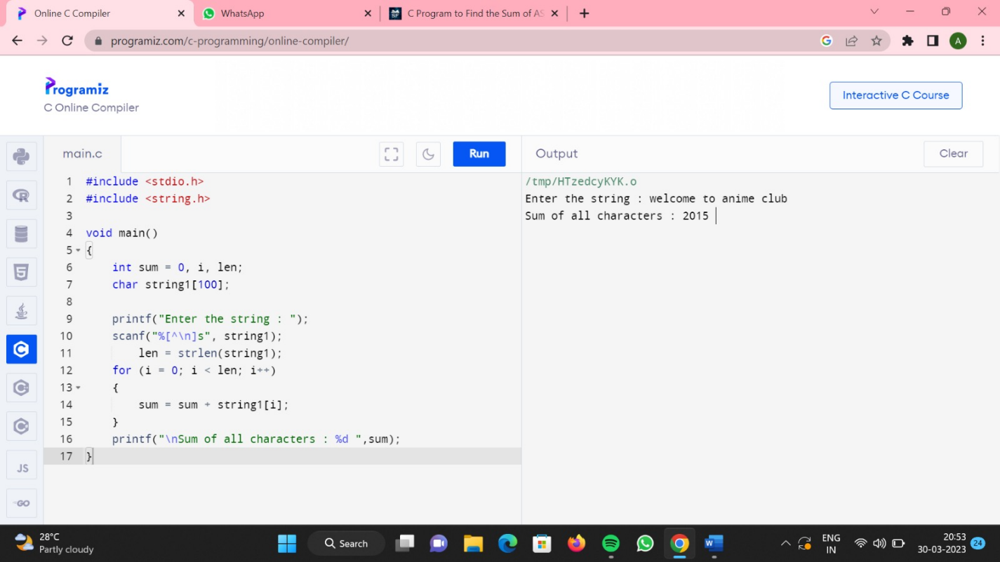 Online C Compiler
WhatsApp
C Program to Find the Sum of AS
programiz.com/c-programming/online-compiler/
A
Programiz
C Online Compiler
Interactive C Course
main.c
Run
Output
Clear
1 #include <stdio.h>
2 #include <string.h>
3
4 void main()
5 {
6 int sum = 0, i, len;
7 char string1[100];
8
9 printf("Enter the string : ");
10 scanf("%[^\n]s", string1);
11 len = strlen(string1);
12 for (i = 0; i < len; i++)
13 {
14 sum = sum + string1[i];
15 }
16 printf("\nSum of all characters : %d ",sum);
17 }
/tmp/HTzedcyKYK.o
Enter the string : welcome to anime club
Sum of all characters : 2015
JS
GO
28°C
Partly cloudy
Search
ENG
IN
20:53
30-03-2023
24